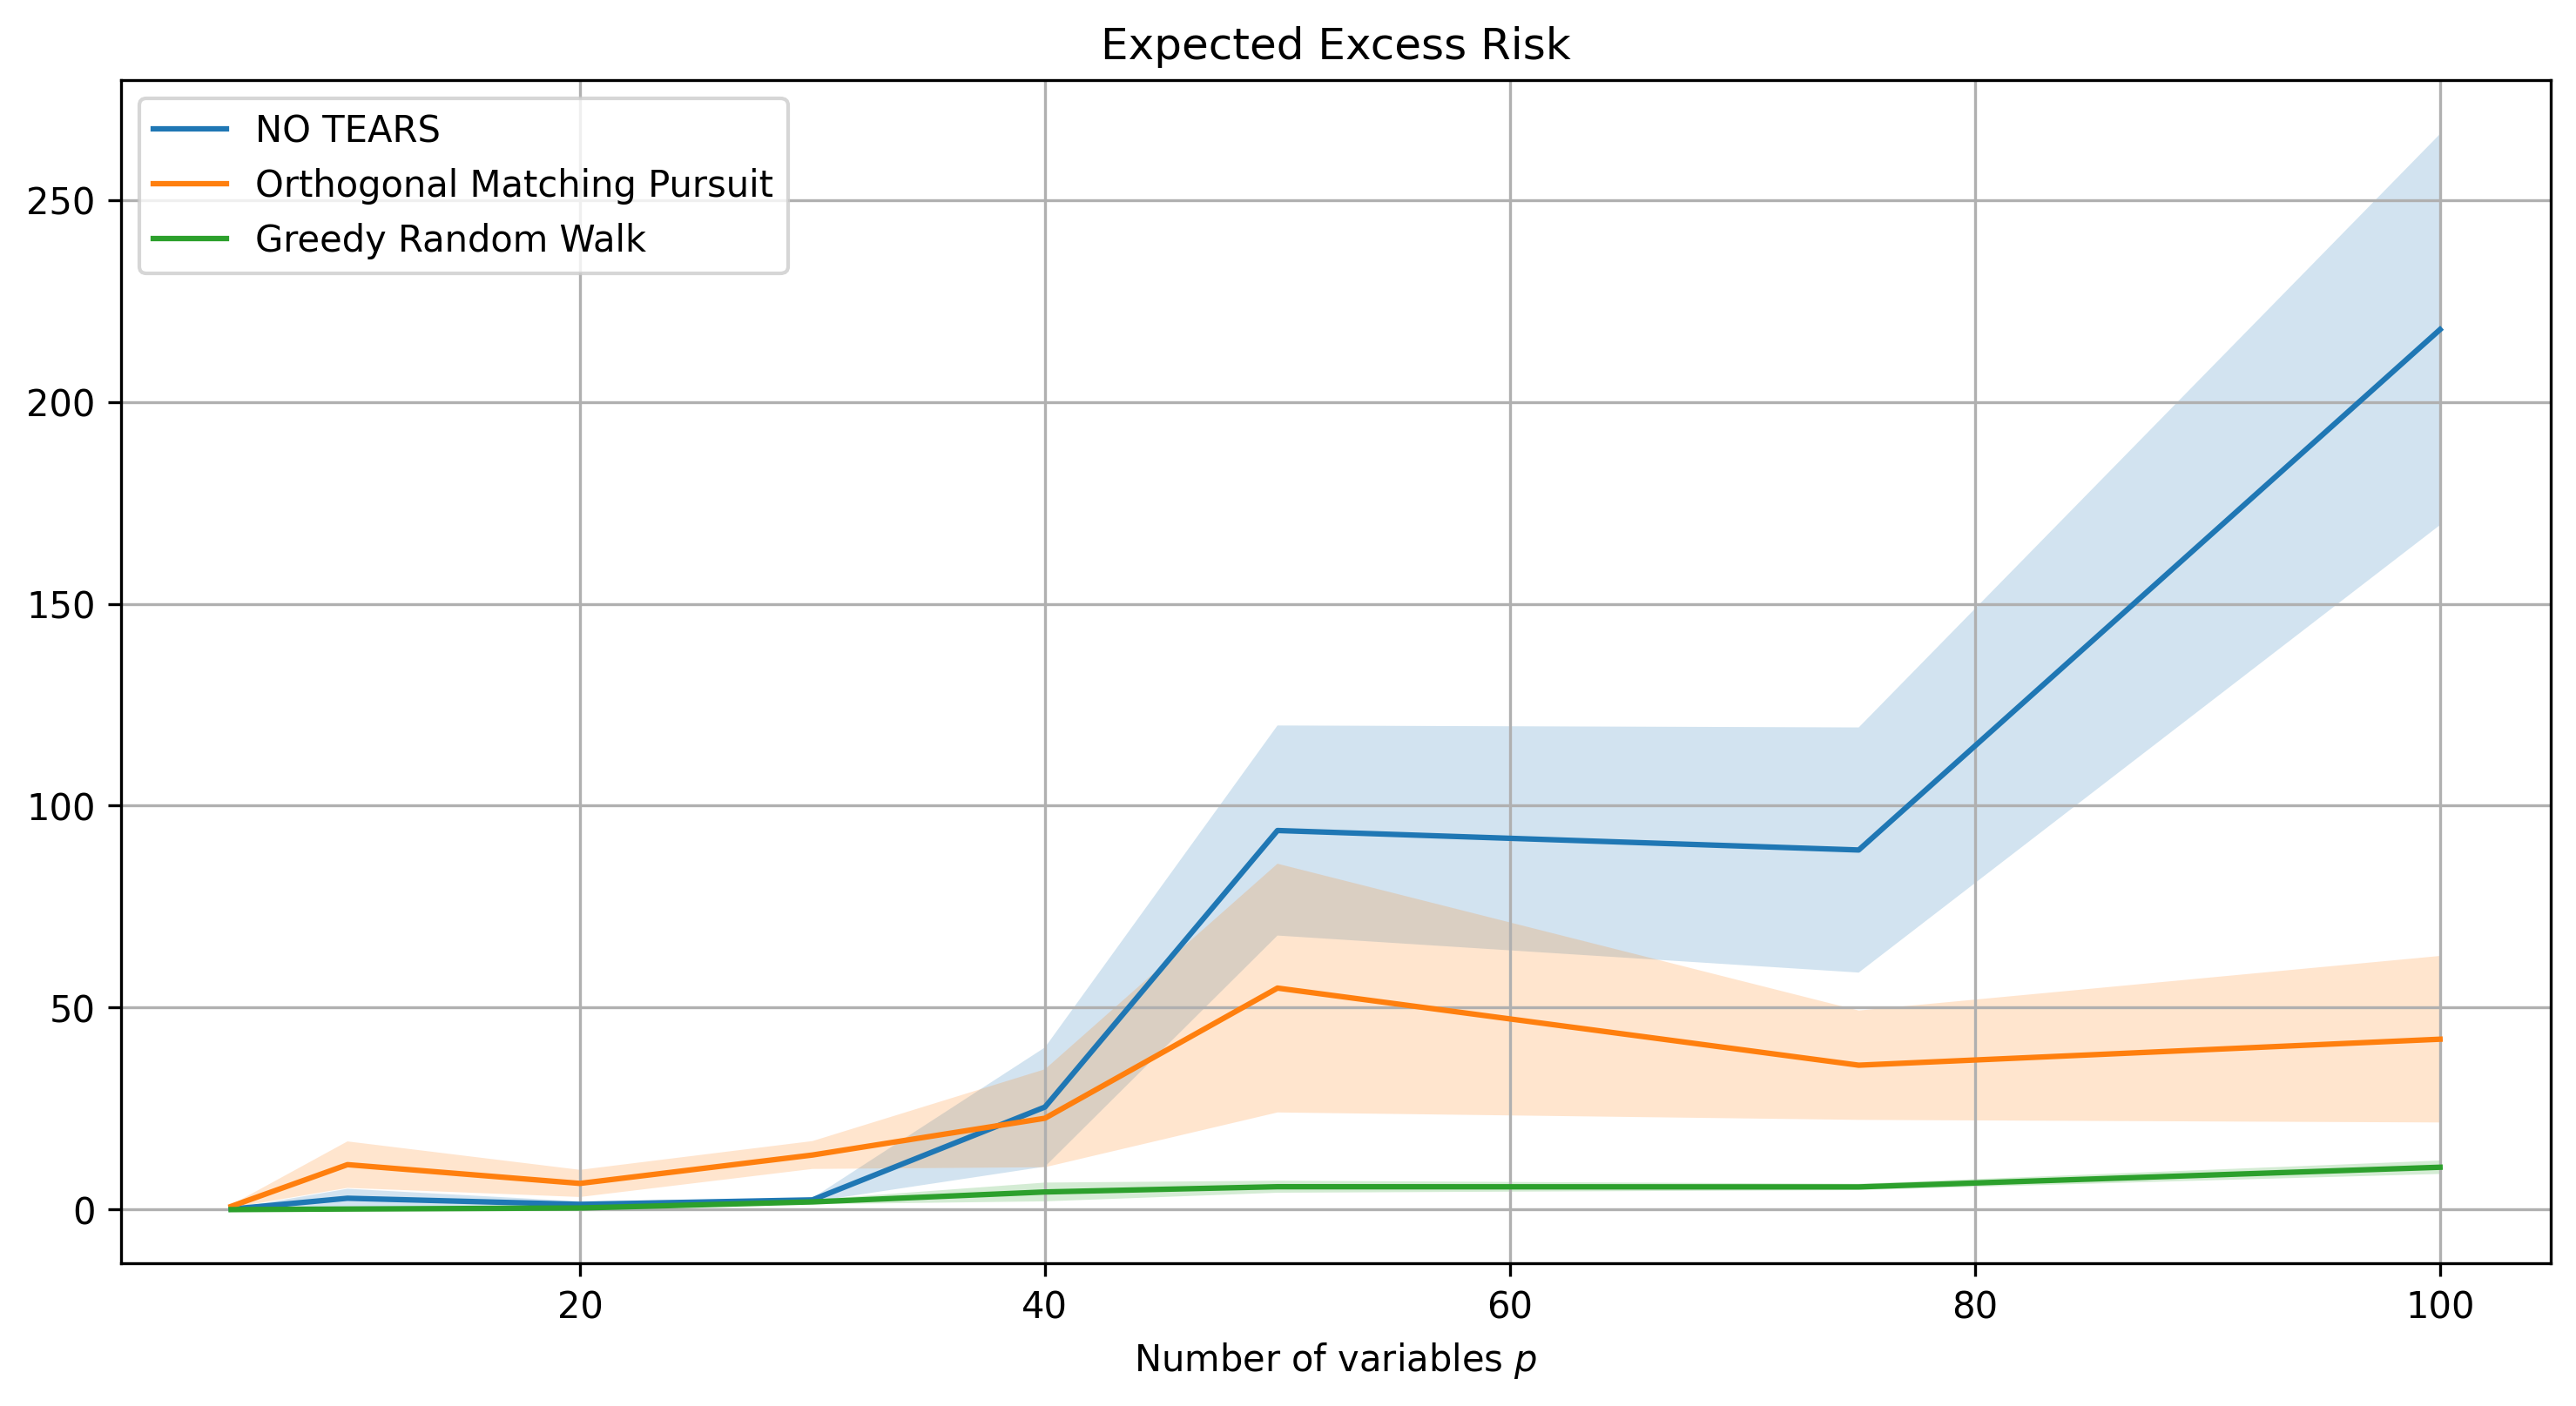 Expected Excess Risk
NO TEARS
Orthogonal Matching Pursuit
Greedy Random Walk
250
200
150
100
50
0
20 40 60 80 100
Number of variables p